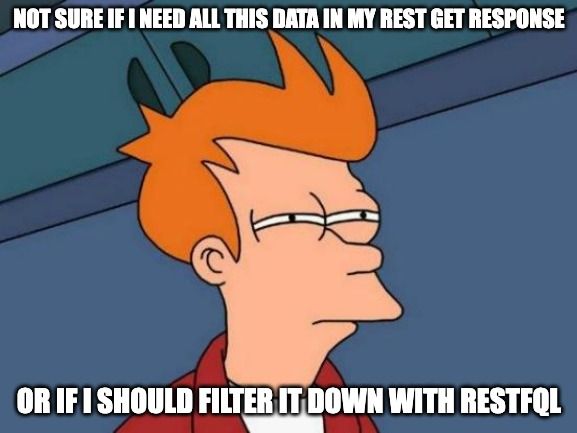 NOT SURE IF I NEED ALL THIS DATA IN MY REST GET RESPONSE
OR IF I SHOULD FILTER IT DOWN WITH RESTFQL